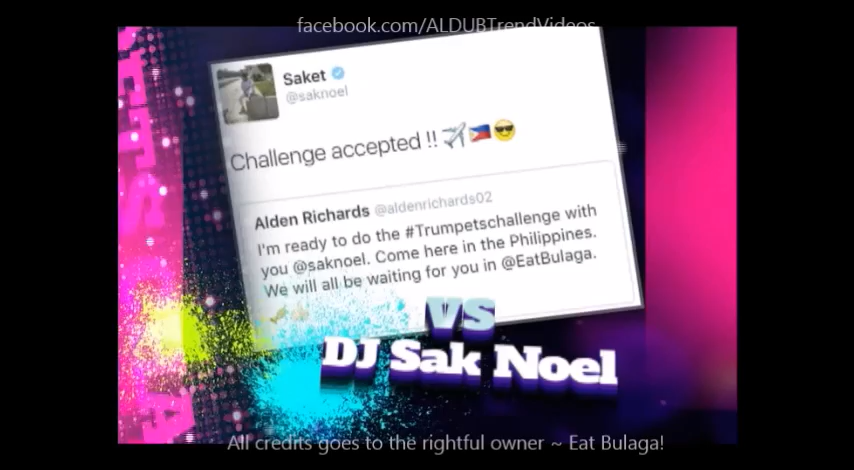 facebook.com/ALDUBTrendVideos
Saket
@saknoel
Challenge accepted !! ✈️🇵🇭😎
Alden Richards @aldenrichards02
I'm ready to do the #Trumpetschallenge with
you @saknoel. Come here in the Philippines.
We will all be waiting for you in @EatBulaga.
VS
DJ Sak Noel
All credits goes to the rightful owner ~ Eat Bulaga!